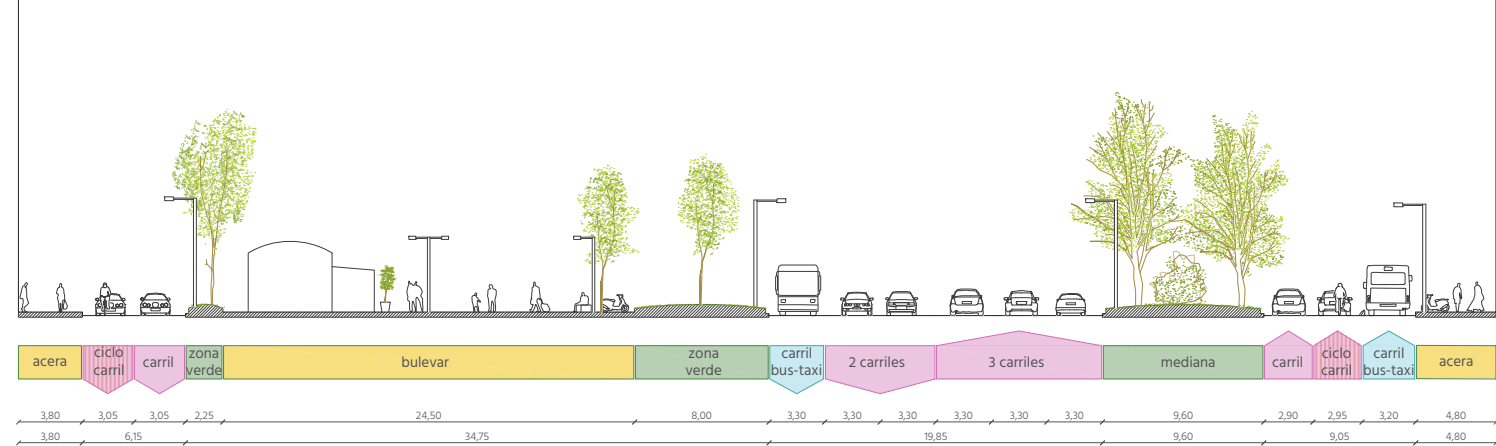 acera
ciclo
carril
carril
zona
verde
bulevar
zona
verde
carril
bus-taxi
2 carriles
3 carriles
mediana
carril
ciclo
carril
carril
bus-taxi
acera
3,80 3,05 3,05 2,25 24,50 8,00 3,30 3,30 3,30 3,30 3,30 3,30 9,60 2,90 2,95 3,20 4,80
3,80 6,15 34,75 19,85 9,60 9,05 4,80